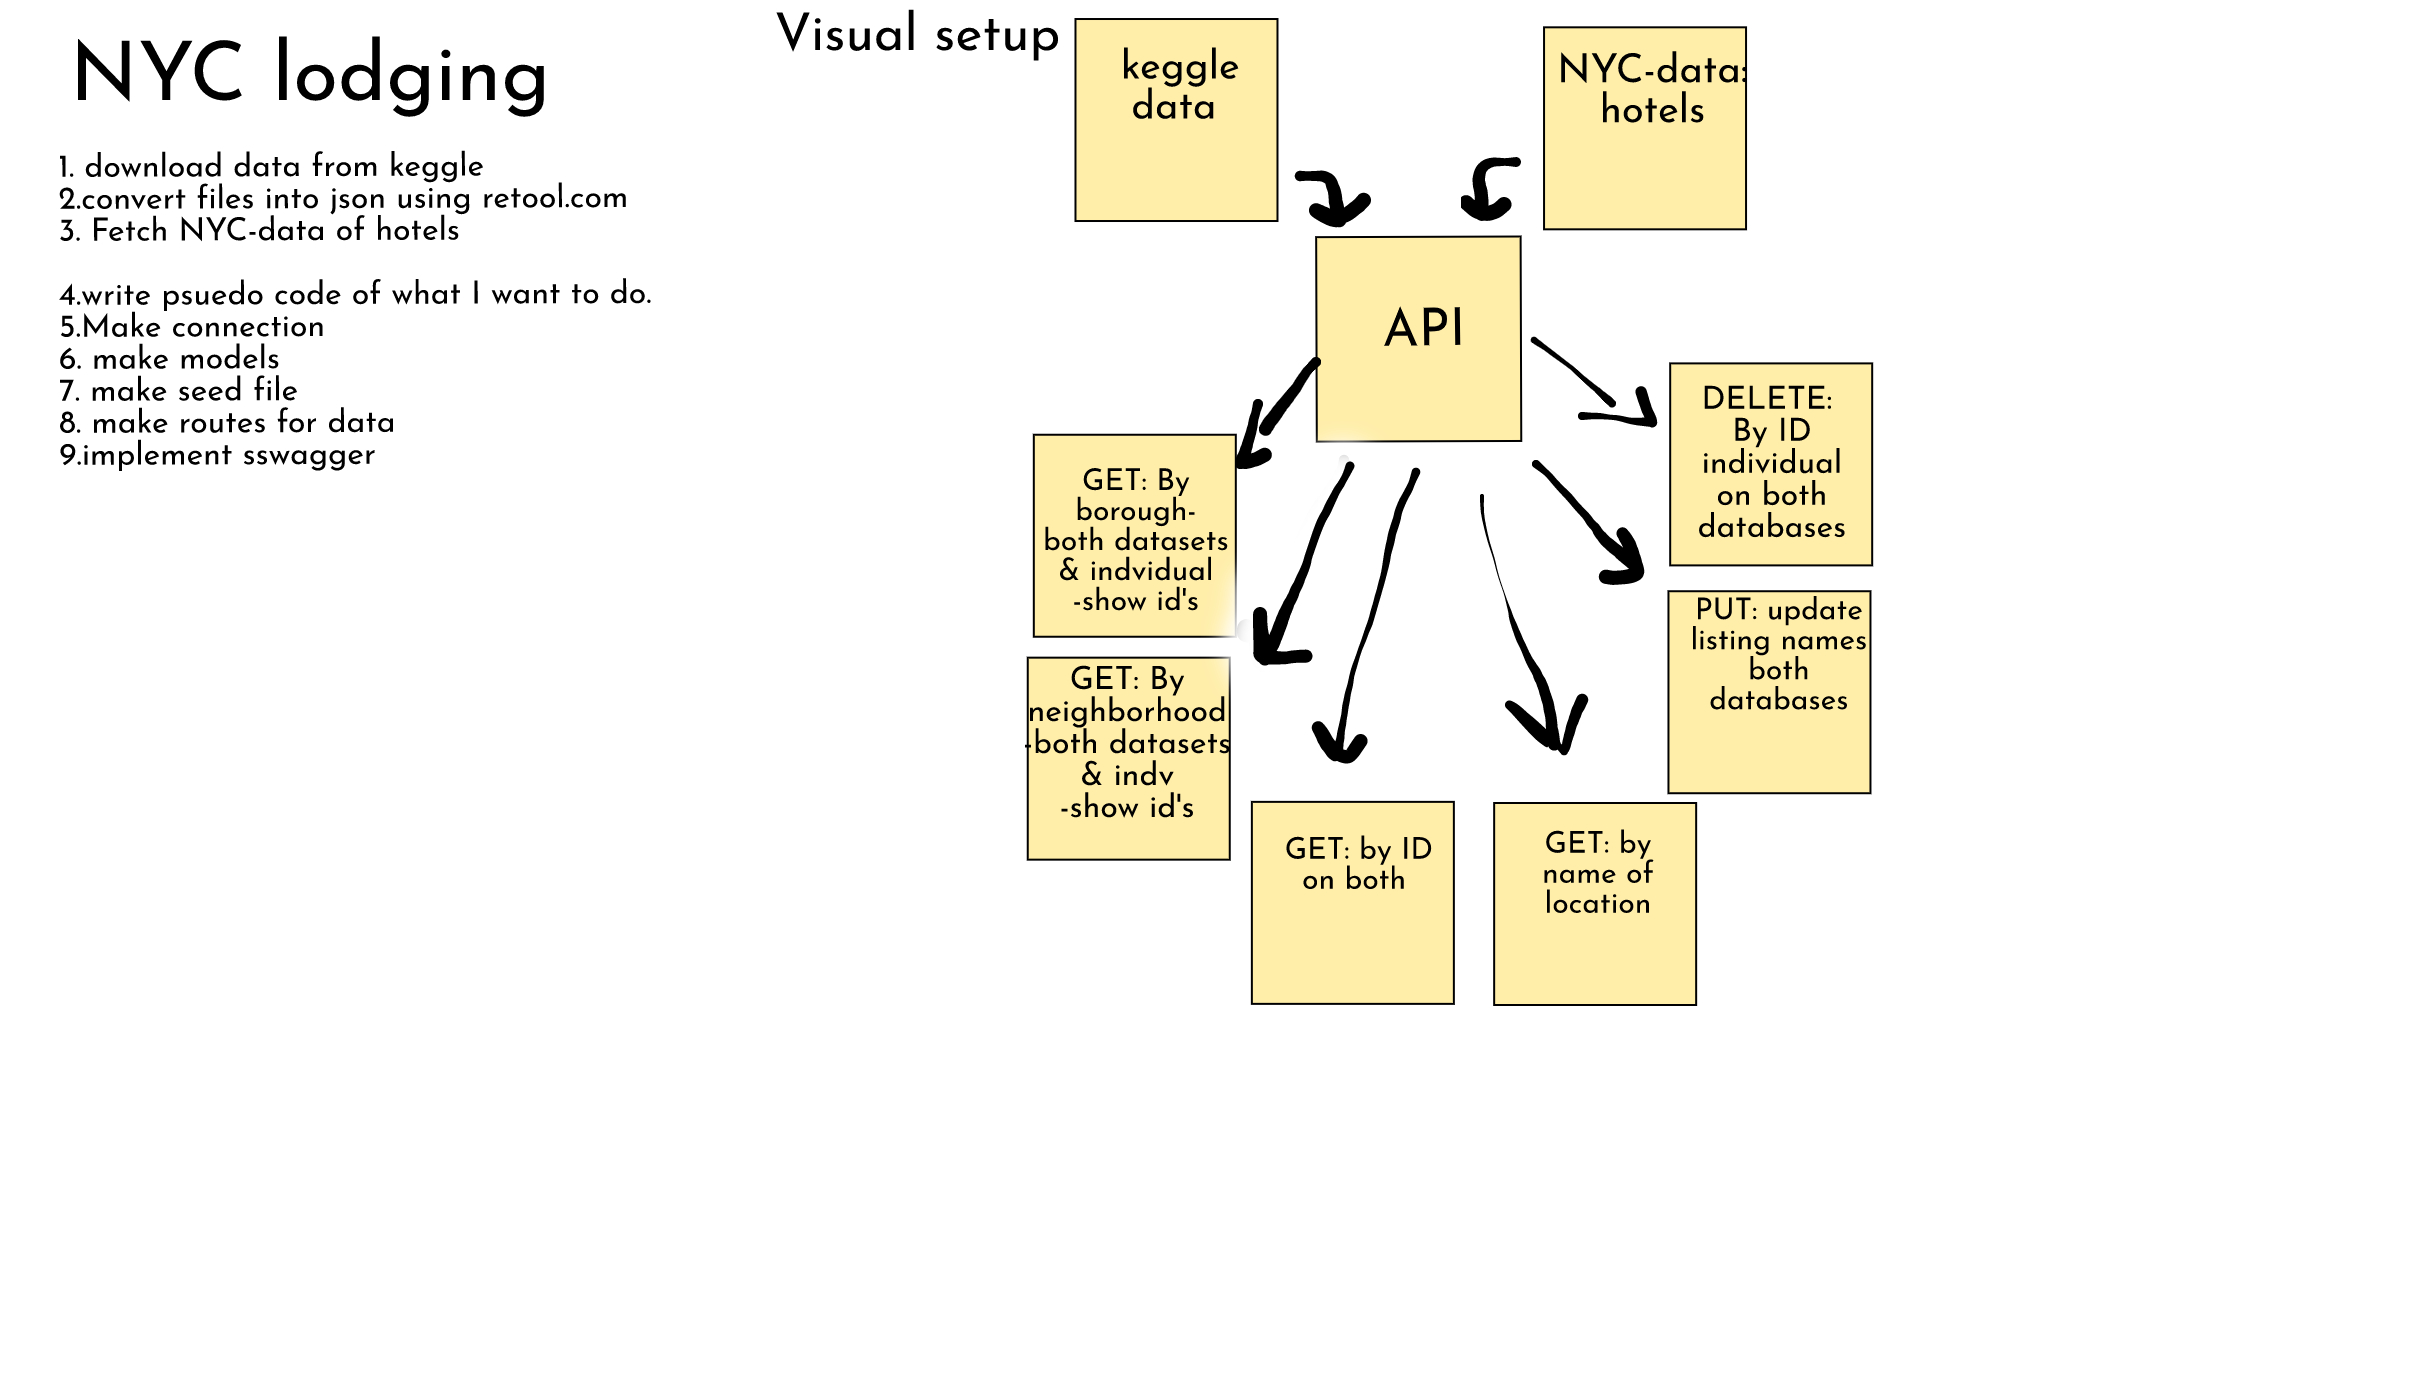 NYC lodging
1. download data from keggle
2.convert files into json using retool.com
3. Fetch NYC-data of hotels
4.write psuedo code of what I want to do.
5.Make connection
6. make models
7. make seed file
8. make routes for data
9.implement sswagger
Visual setup
keggle
data
NYC-data:
hotels
API
GET: By
borough-
both datasets
& indvidual
-show id's
GET: By
neighborhood
-both datasets
& indv
-show id's
GET: by ID
on both
GET: by
name of
location
PUT: update
listing names
both
databases
DELETE:
By ID
individual
on both
databases